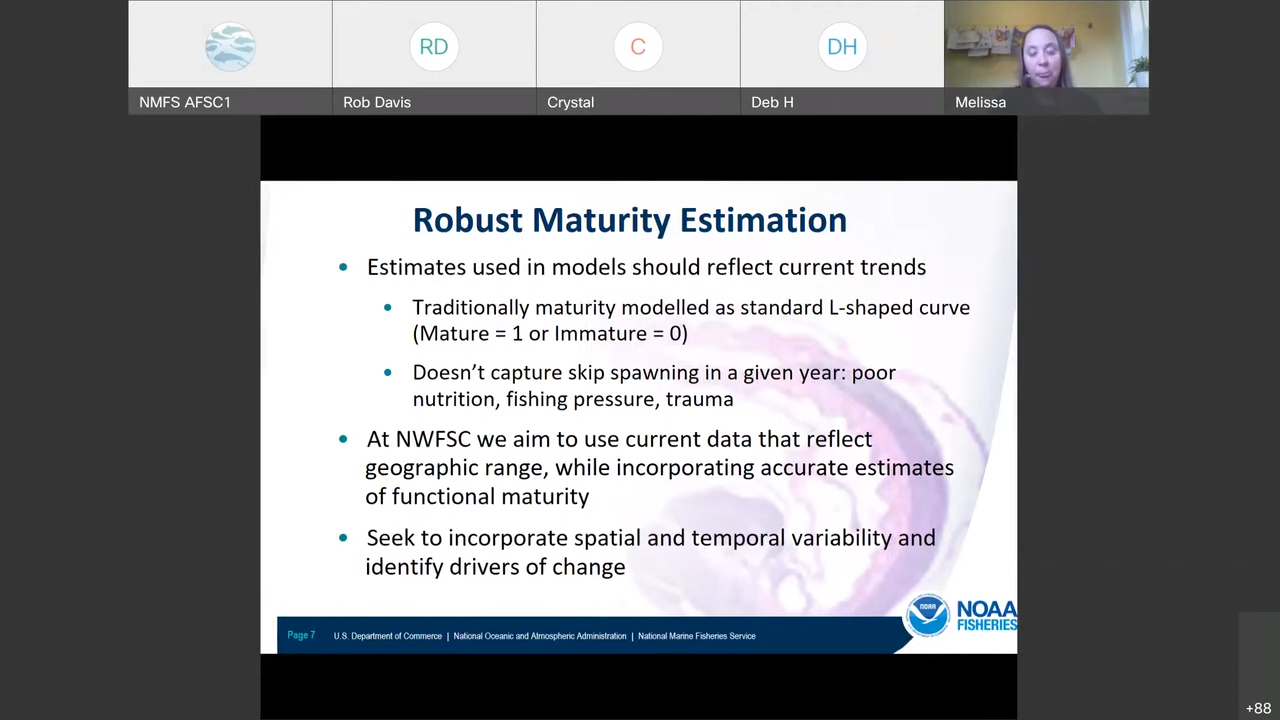 RD
C
DH
NMFS AFSC1
Rob Davis
Crystal
Deb H
Melissa
Robust Maturity Estimation
• Estimates used in models should reflect current trends
• Traditionally maturity modelled as standard L-shaped curve
(Mature = 1 or Immature = 0)
• Doesn’t capture skip spawning in a given year: poor
nutrition, fishing pressure, trauma
• At NWFSC we aim to use current data that reflect
geographic range, while incorporating accurate estimates
of functional maturity
• Seek to incorporate spatial and temporal variability and
identify drivers of change
NOAA
NOAA
FISHERIES
Page 7 U.S. Department of Commerce | National Oceanic and Atmospheric Administration | National Marine Fisheries Service
+88